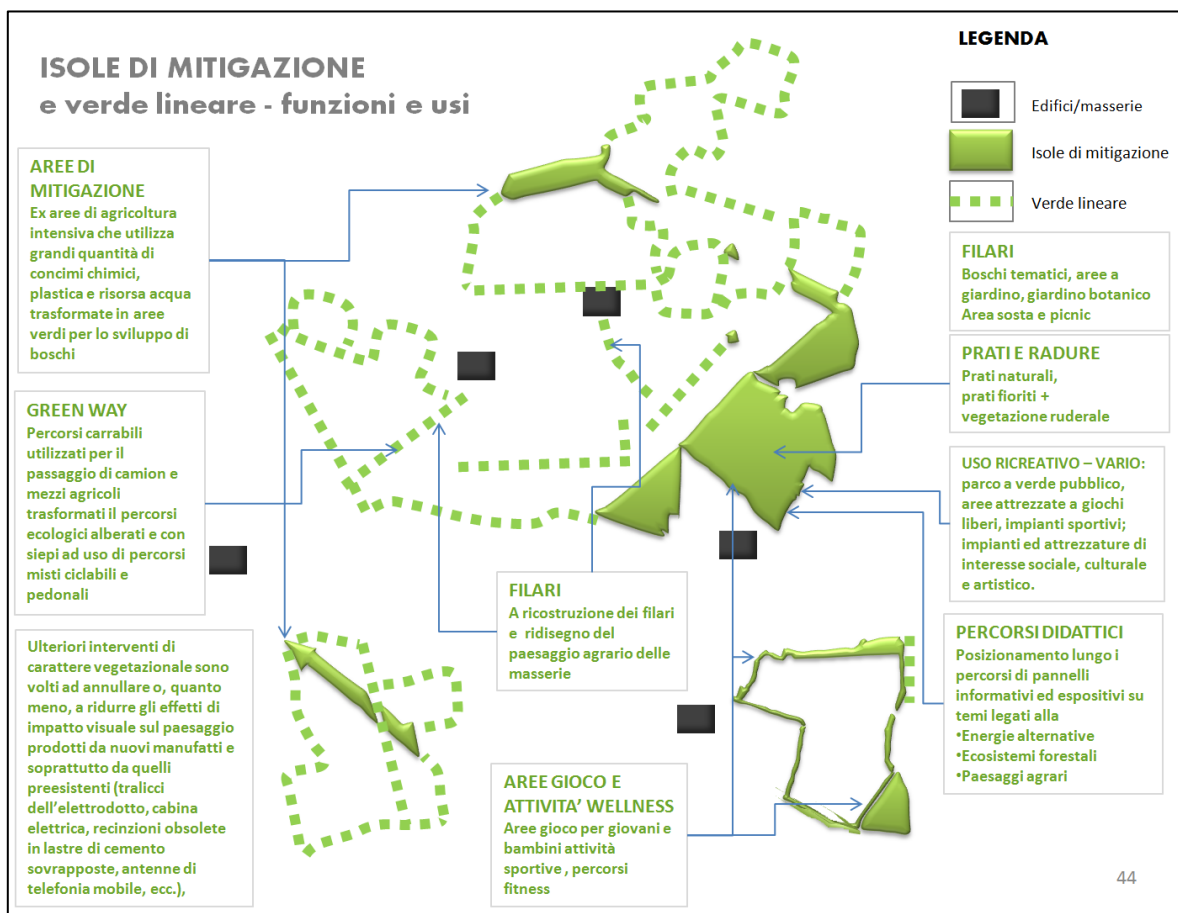 ISOLE DI MITIGAZIONE
e verde lineare - funzioni e usi
LEGENDA
Edifici/masserie
Isole di mitigazione
Verde lineare
AREE DI
MITIGAZIONE
Ex aree di agricoltura
intensiva che utilizza
grandi quantità di
concimi chimici,
plastica e risorsa acqua
trasformate in aree
verdi per lo sviluppo di
boschi
GREEN WAY
Percorsi carrabili
utilizzati per il
passaggio di camion e
mezzi agricoli
trasformati il percorsi
ecologici alberati e con
siepi ad uso di percorsi
misti ciclabili e
pedonali
Ulteriori interventi di
carattere vegetazionale sono
volti ad annullare o, quanto
meno, a ridurre gli effetti di
impatto visuale sul paesaggio
prodotti da nuovi manufatti e
soprattutto da quelli
preesistenti (tralicci
dell'elettrodotto, cabina
elettrica, recinzioni obsolete
in lastre di cemento
sovrapposte, antenne di
telefonia mobile, ecc.),
FILARI
A ricostruzione dei filari
e ridisegno del
paesaggio agrario delle
masserie
AREE GIOCO E
ATTIVITA' WELLNESS
Aree gioco per giovani e
bambini attività
sportive , percorsi
fitness
FILARI
Boschi tematici, aree a
giardino, giardino botanico
Area sosta e picnic
PRATI E RADURE
Prati naturali,
prati fioriti +
vegetazione ruderale
USO RICREATIVO – VARIO:
parco a verde pubblico,
aree attrezzate a giochi
liberi, impianti sportivi;
impianti ed attrezzature di
interesse sociale, culturale
e artistico.
PERCORSI DIDATTICI
Posizionamento lungo i
percorsi di pannelli
informativi ed espositivi su
temi legati alla
•Energie alternative
•Ecosistemi forestali
•Paesaggi agrari
44